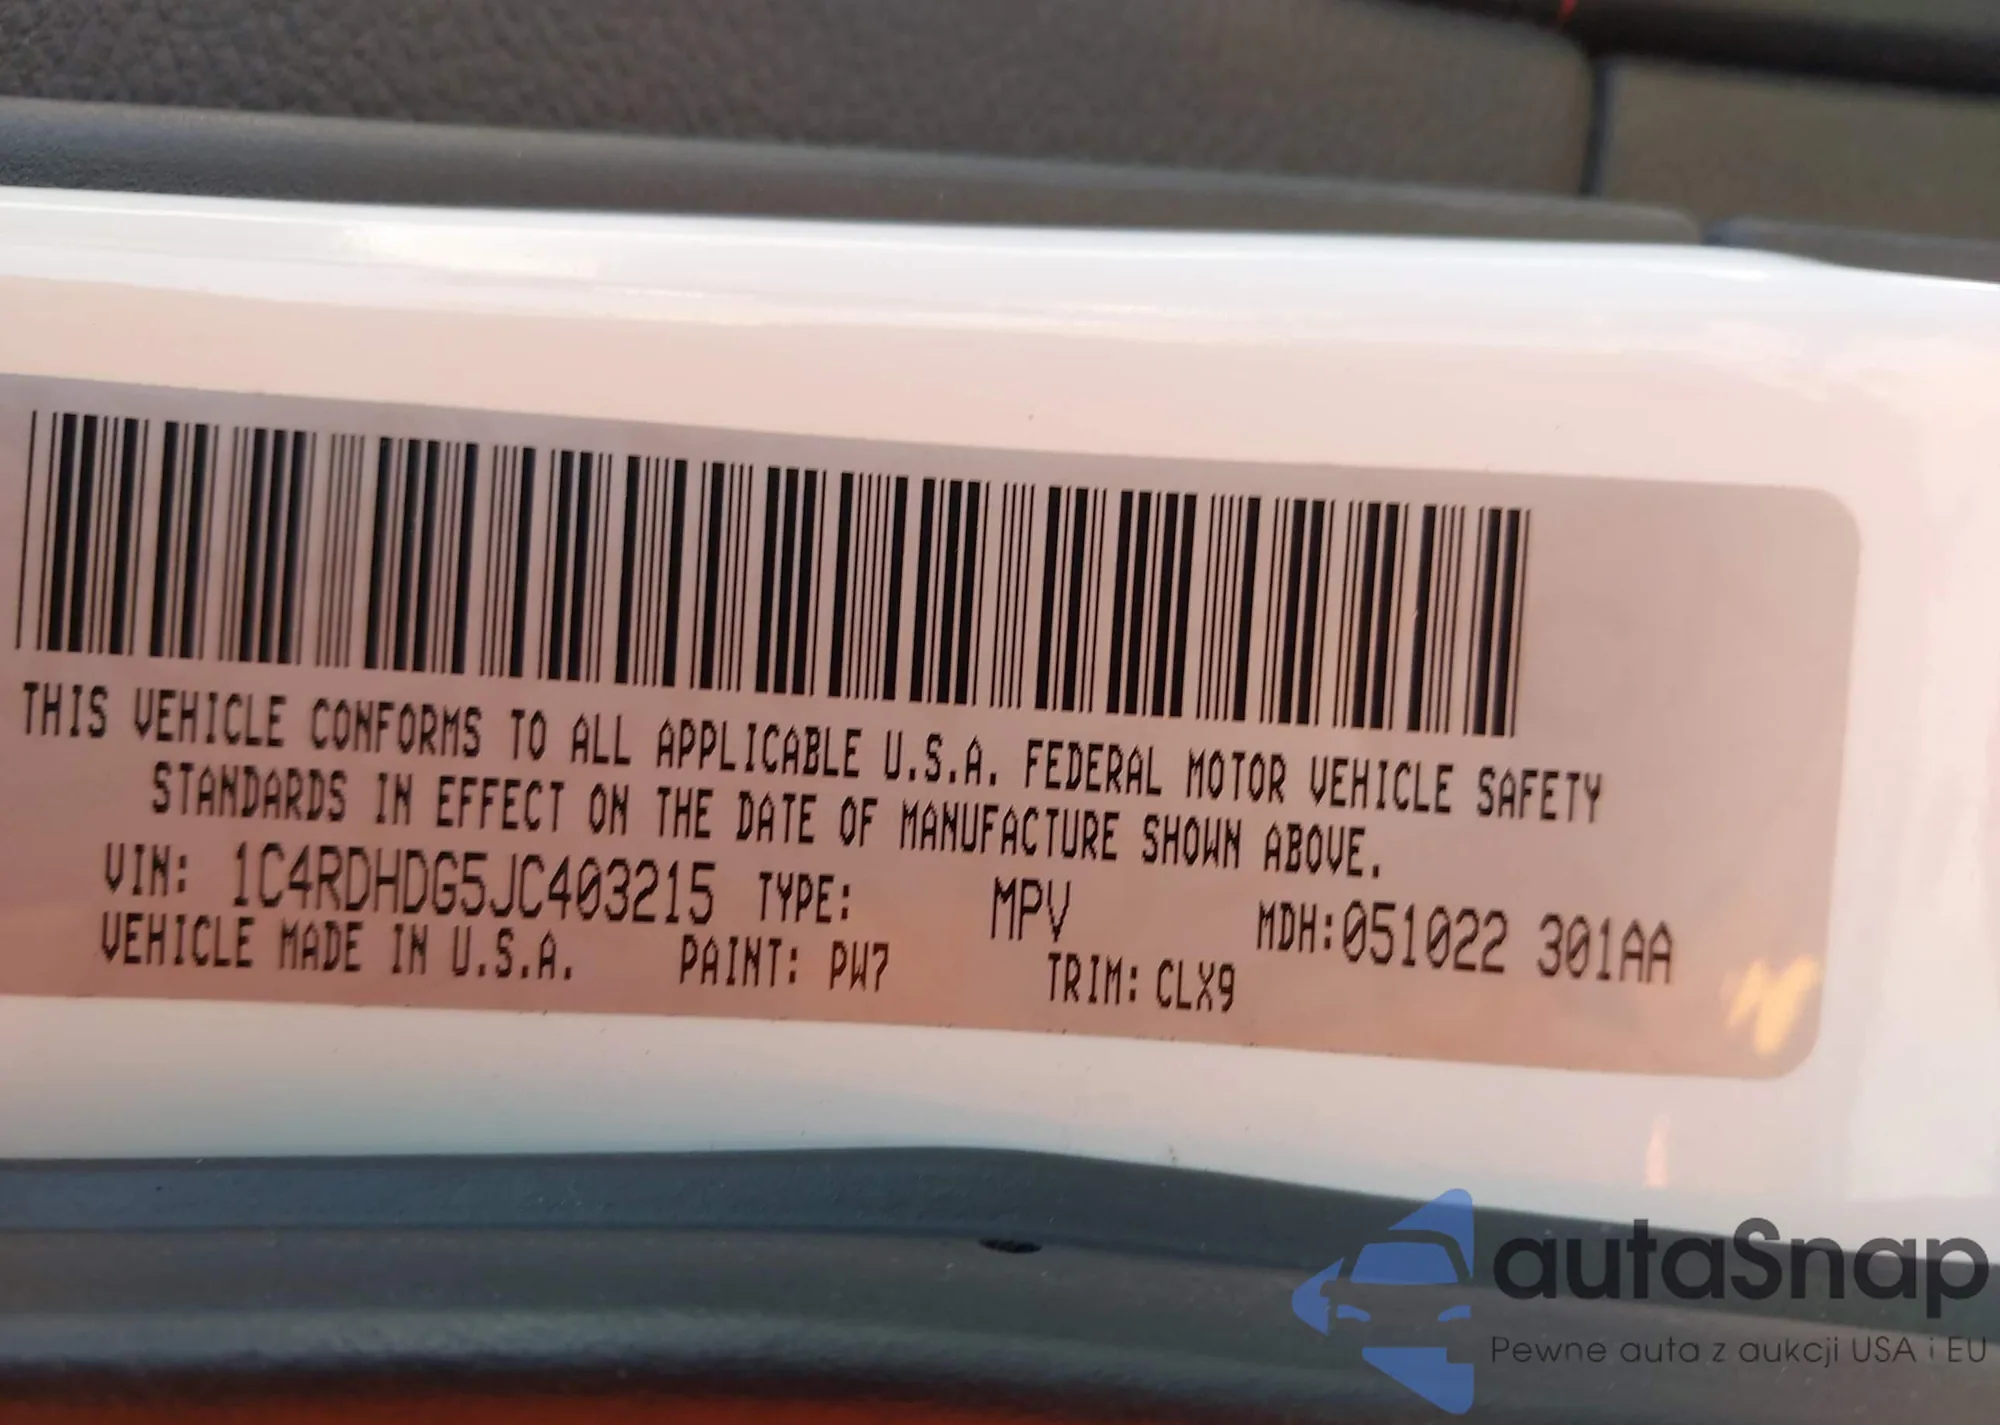 THIS VEHICLE CONFORMS TO ALL APPLICABLE U.S.A. FEDERAL MOTOR VEHICLE SAFETY
STANDARDS IN EFFECT ON THE DATE OF MANUFACTURE SHOWN ABOVE.
VIN: 1C4RDHDG5JC403215 TYPE: MPV MDH:051022 301AA
VEHICLE MADE IN U.S.A. PAINT: PW7 TRIM: CLX9
autaSnap
Pewne auta z aukcji USA i EU